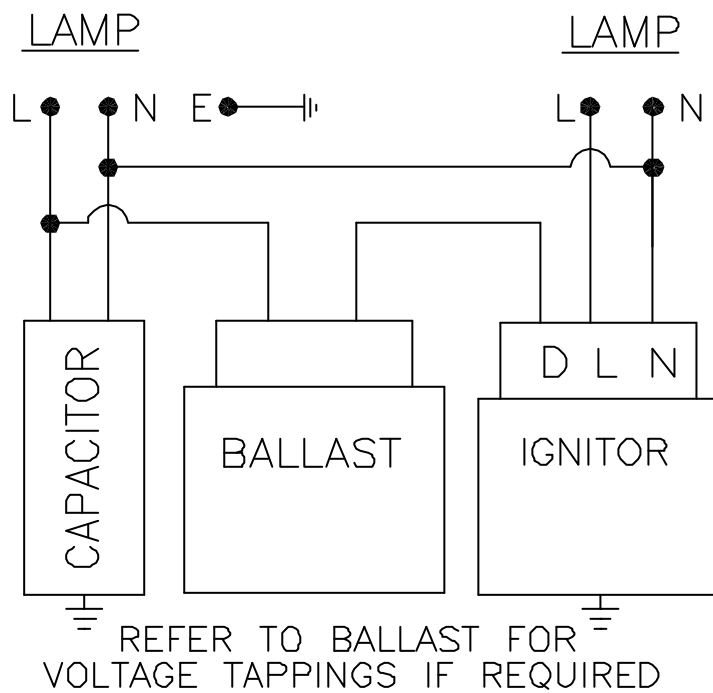 LAMP LAMP
L N E L N
D L N
CAPACITOR
BALLAST IGNITOR
REFER TO BALLAST FOR
VOLTAGE TAPPINGS IF REQUIRED